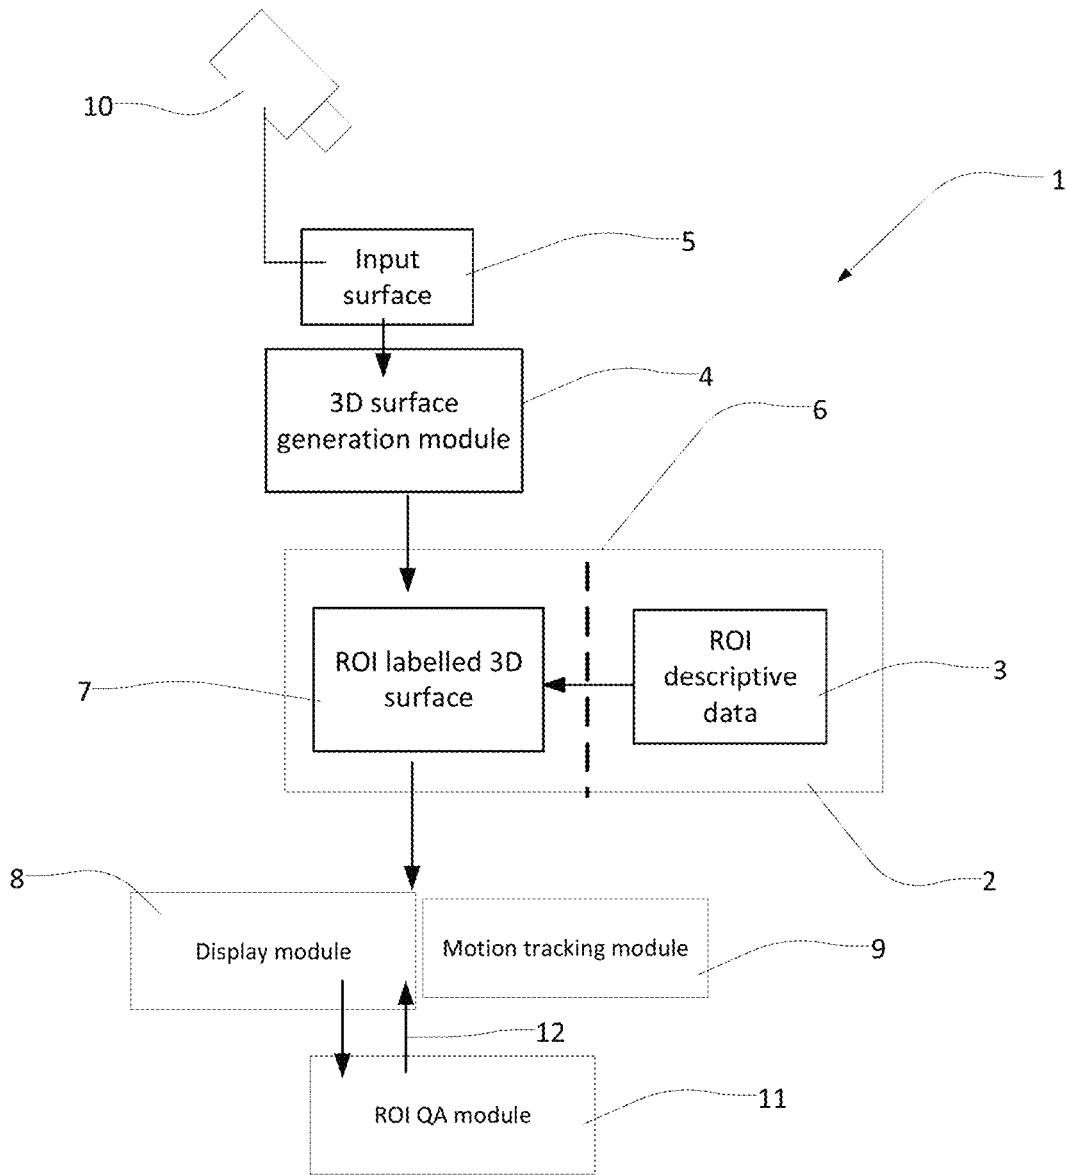 10
1
Input
surface
5
3D surface
generation module
4
6
ROI labelled 3D
surface
7
ROI
descriptive
data
3
2
8
Display module
Motion tracking module
9
12
ROI QA module
11